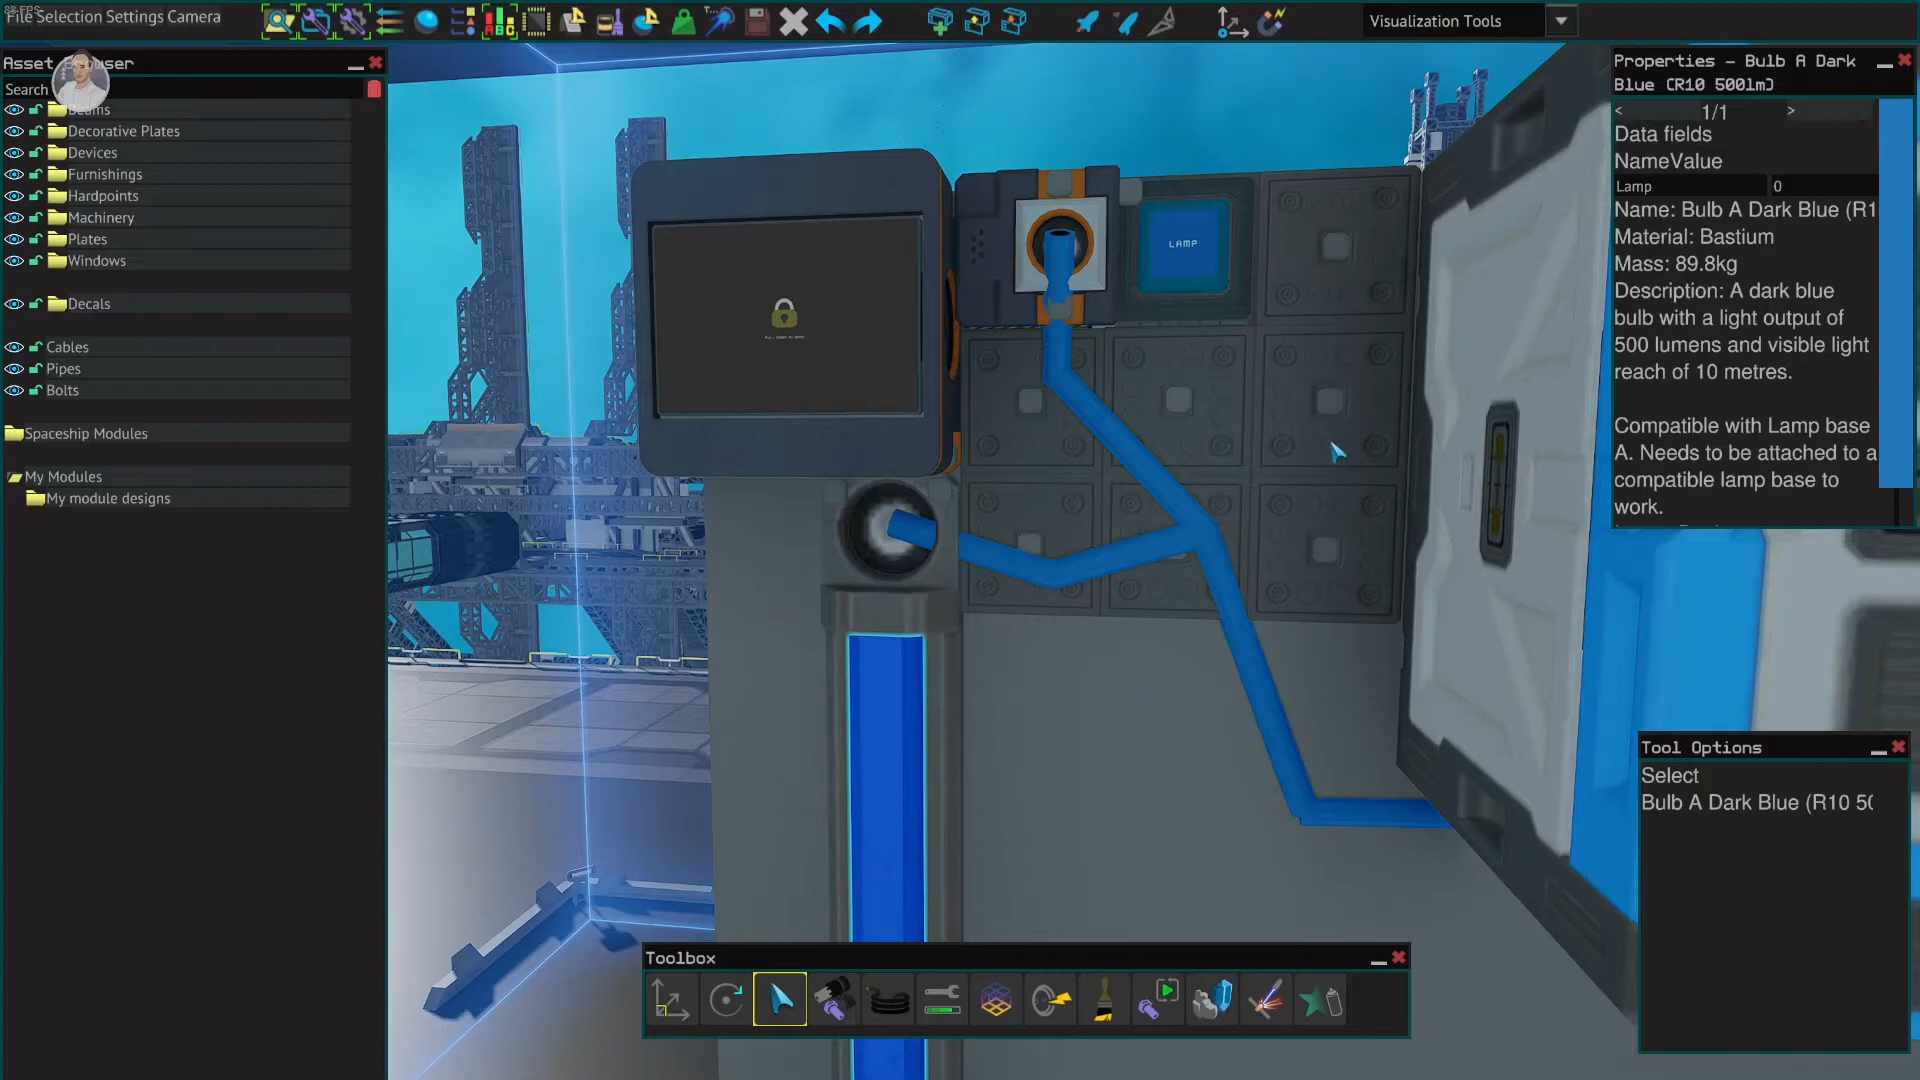 File Selection Settings Camera
Visualization Tools
Search
Beams
Decorative Plates
Devices
Furnishings
Hardpoints
Machinery
Plates
Windows
Decals
Cables
Pipes
Bolts
Spaceship Modules
My Modules
My module designs
LAMP
Properties - Bulb A Dark
Blue (R10 500lm)
< 1/1 >
Data fields
NameValue
Lamp 0
Name: Bulb A Dark Blue (R1
Material: Bastium
Mass: 89.8kg
Description: A dark blue
bulb with a light output of
500 lumens and visible light
reach of 10 metres.
Compatible with Lamp base
A. Needs to be attached to a
compatible lamp base to
work.
Tool Options
Select
Bulb A Dark Blue (R10 50
Toolbox